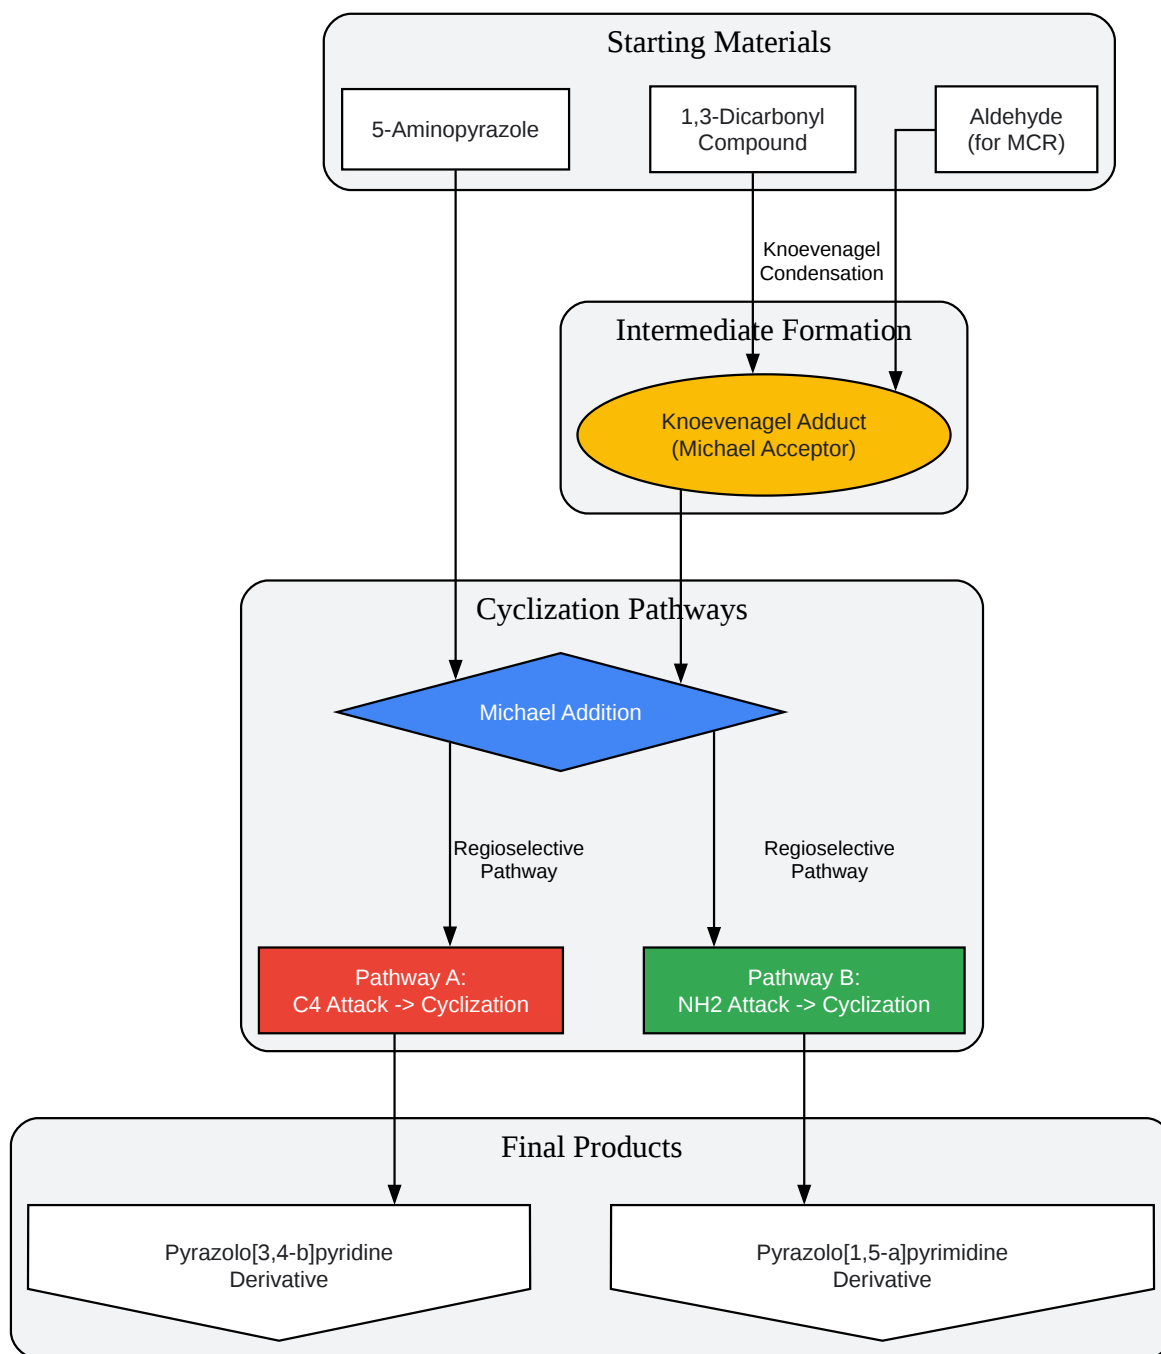 Starting Materials
5-Aminopyrazole
1,3-Dicarbonyl
Compound
Aldehyde
(for MCR)
Knoevenagel
Condensation
Intermediate Formation
Knoevenagel Adduct
(Michael Acceptor)
Cyclization Pathways
Michael Addition
Regioselective
Pathway
Regioselective
Pathway
Pathway A:
C4 Attack -> Cyclization
Pathway B:
NH2 Attack -> Cyclization
Final Products
Pyrazolo[3,4-b]pyridine
Derivative
Pyrazolo[1,5-a]pyrimidine
Derivative